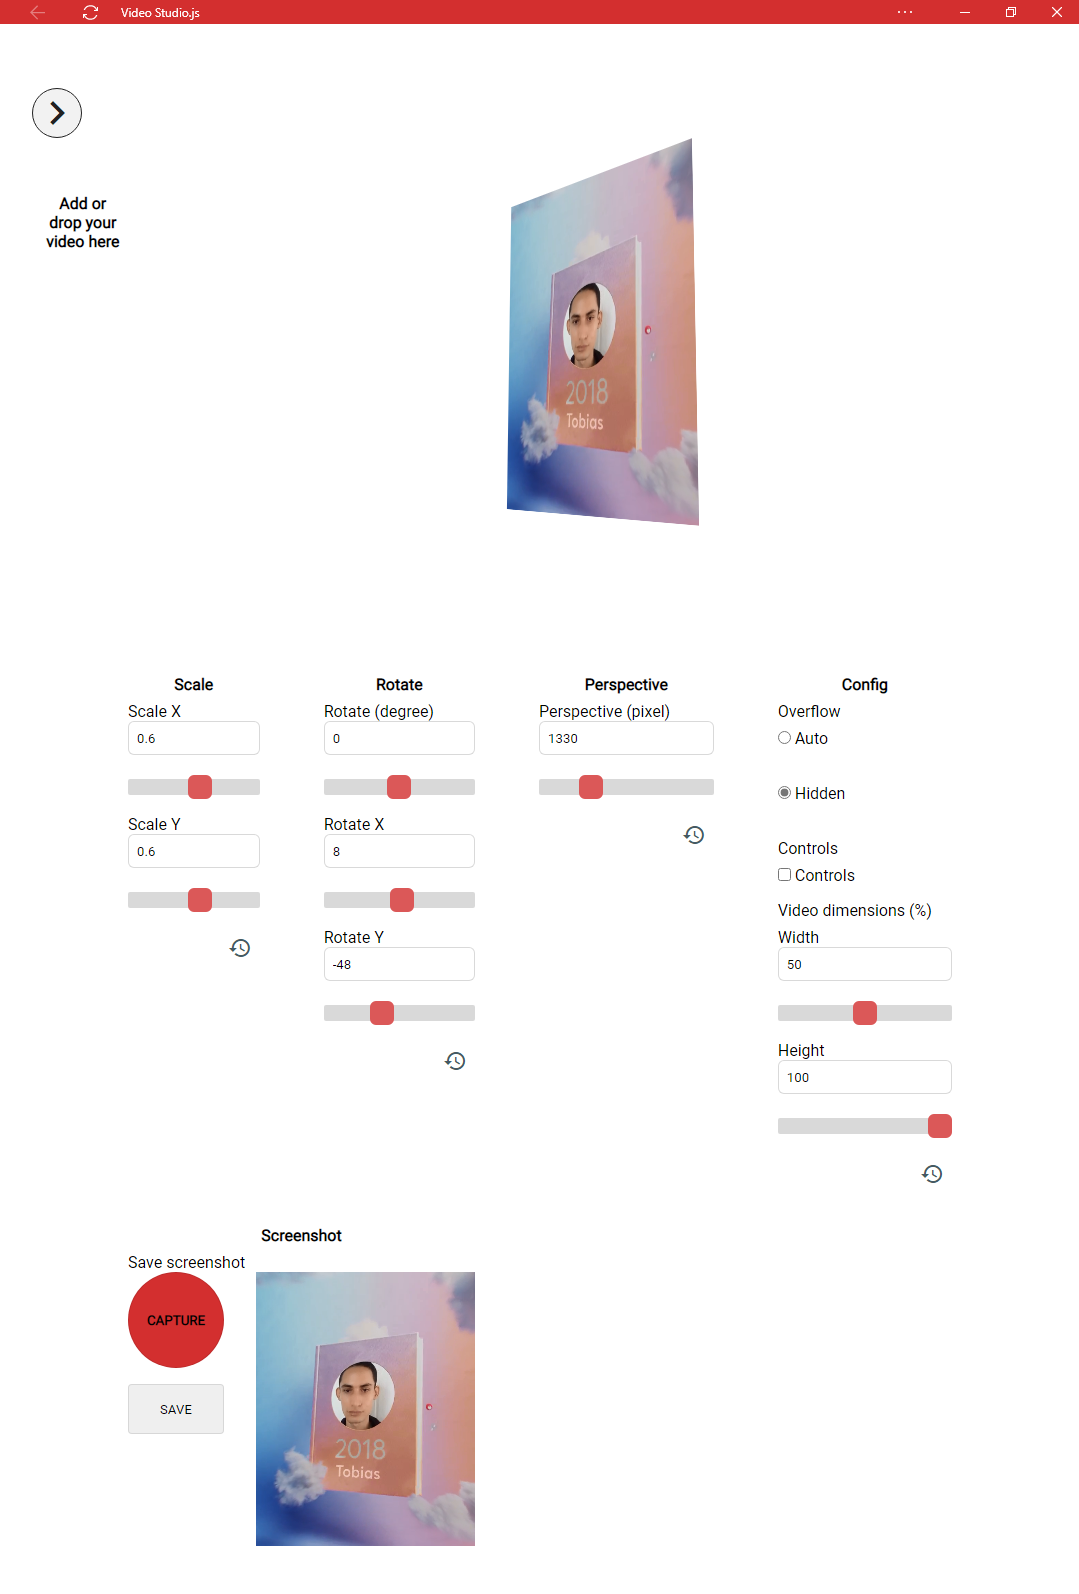 Video Studio.js
Add or
drop your
video here
2018
Tobias
Scale
Scale X
0.6
Scale Y
0.6
Rotate
Rotate (degree)
0
Rotate X
8
Rotate Y
-48
Perspective
Perspective (pixel)
1330
Config
Overflow
Auto
Hidden
Controls
Controls
Video dimensions (%)
Width
50
Height
100
Screenshot
Save screenshot
CAPTURE
SAVE
2018
Tobias